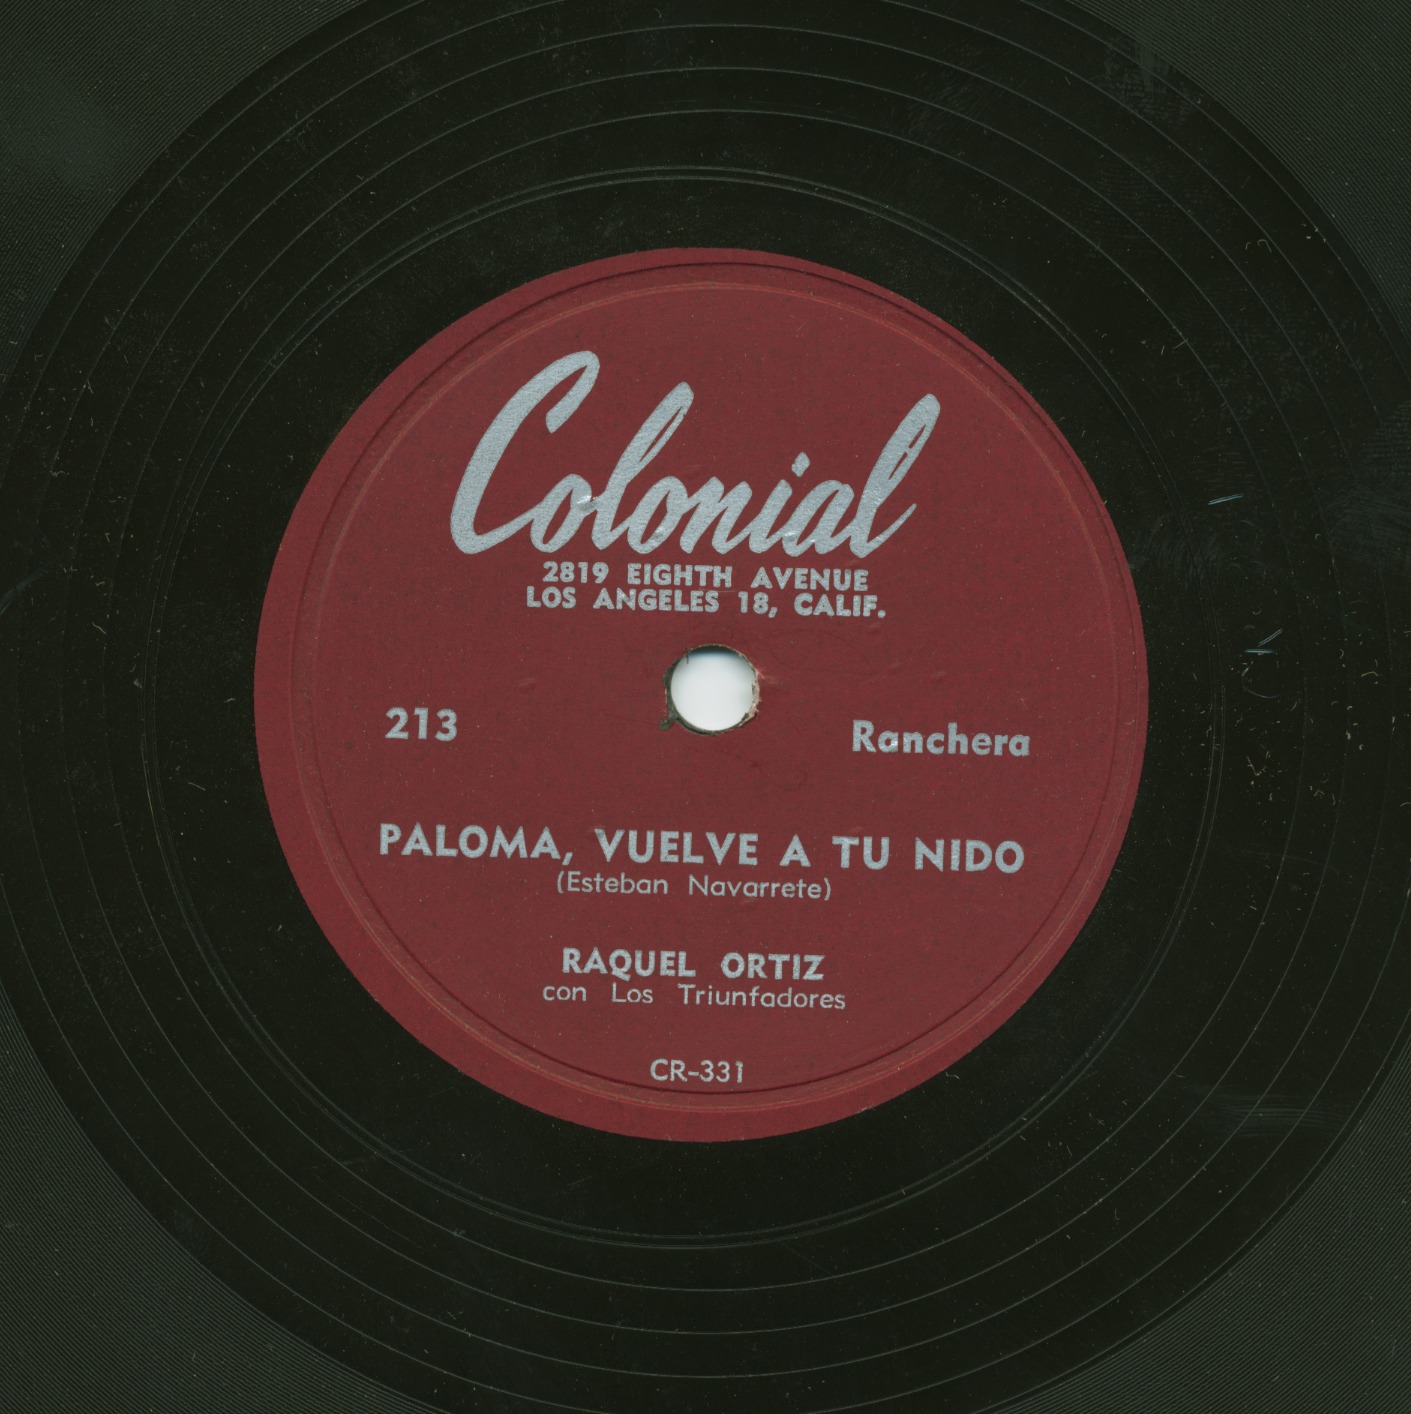 Colonial
2819 EIGHTH AVENUE
LOS ANGELES 18, CALIF.
213
Ranchera
PALOMA, VUELVE A TU NIDO
(Esteban Navarrete)
RAQUEL ORTIZ
con Los Triunfadores
CR-331